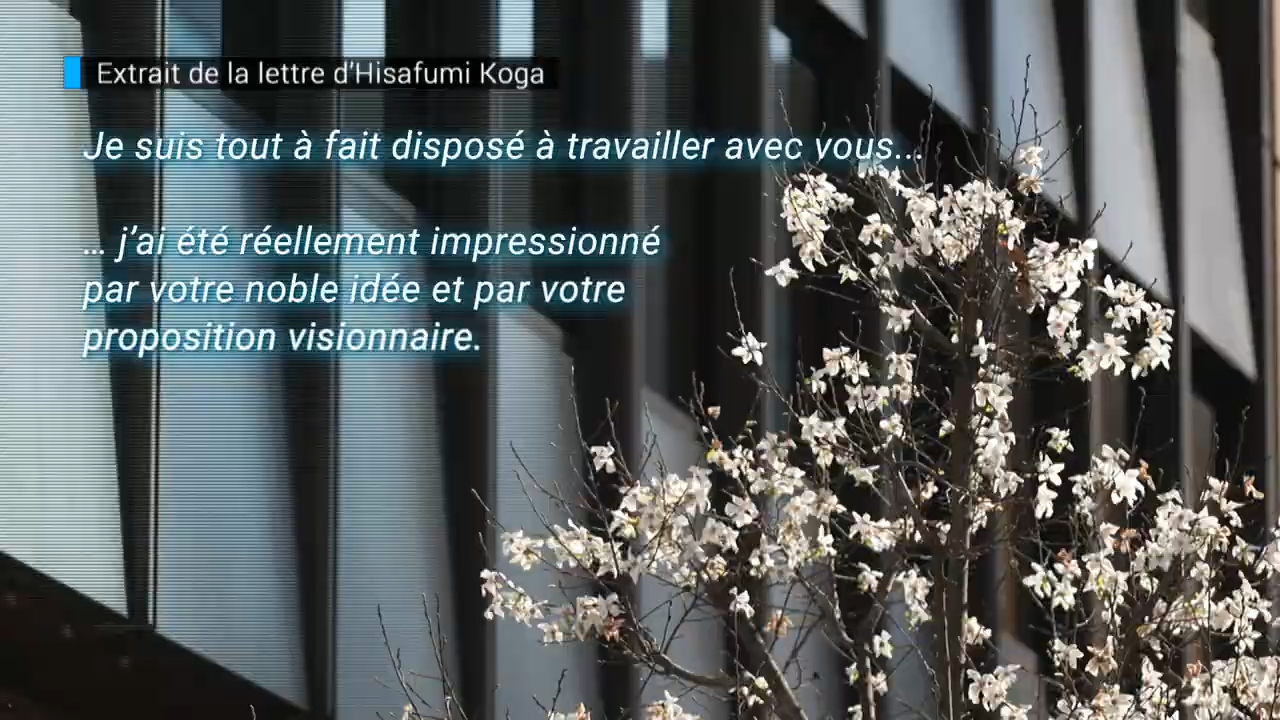 Extrait de la lettre d'Hisafumi Koga
Je suis tout à fait disposé à travailler avec vous...
... j'ai été réellement impressionné
par votre noble idée et par votre
proposition visionnaire.